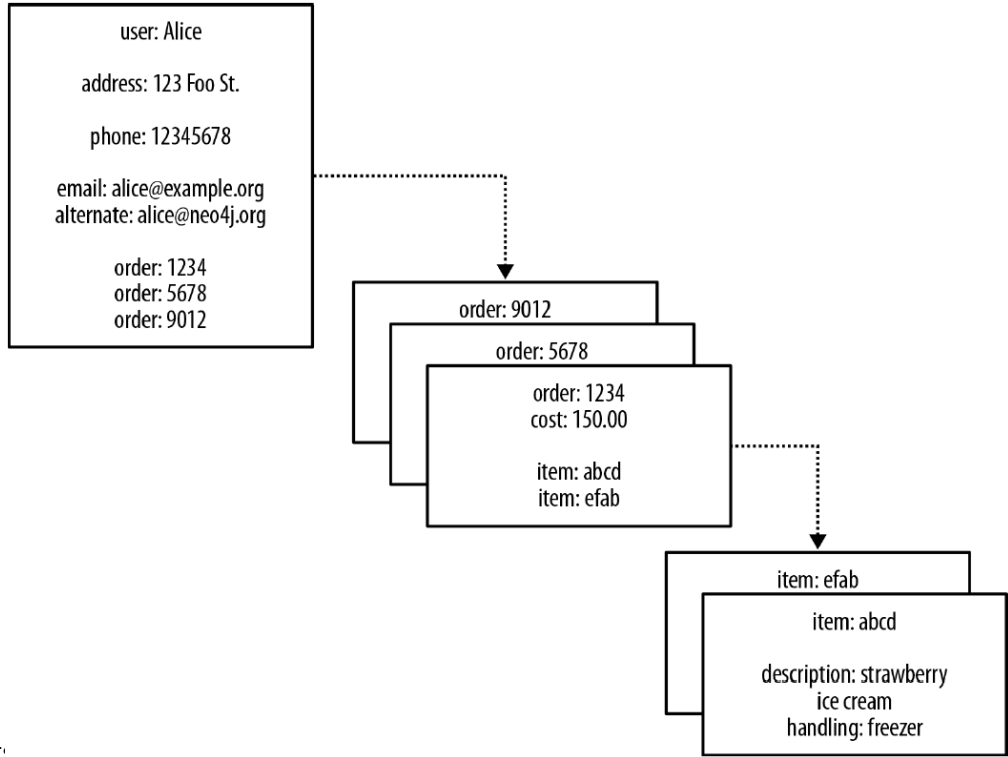 user: Alice
address: 123 Foo St.
phone: 12345678
email: alice@example.org
alternate: alice@neo4j.org
order: 1234
order: 5678
order: 9012
order: 9012
order: 5678
order: 1234
cost: 150.00
item: abcd
item: efab
item: efab
item: abcd
description: strawberry
ice cream
handling: freezer